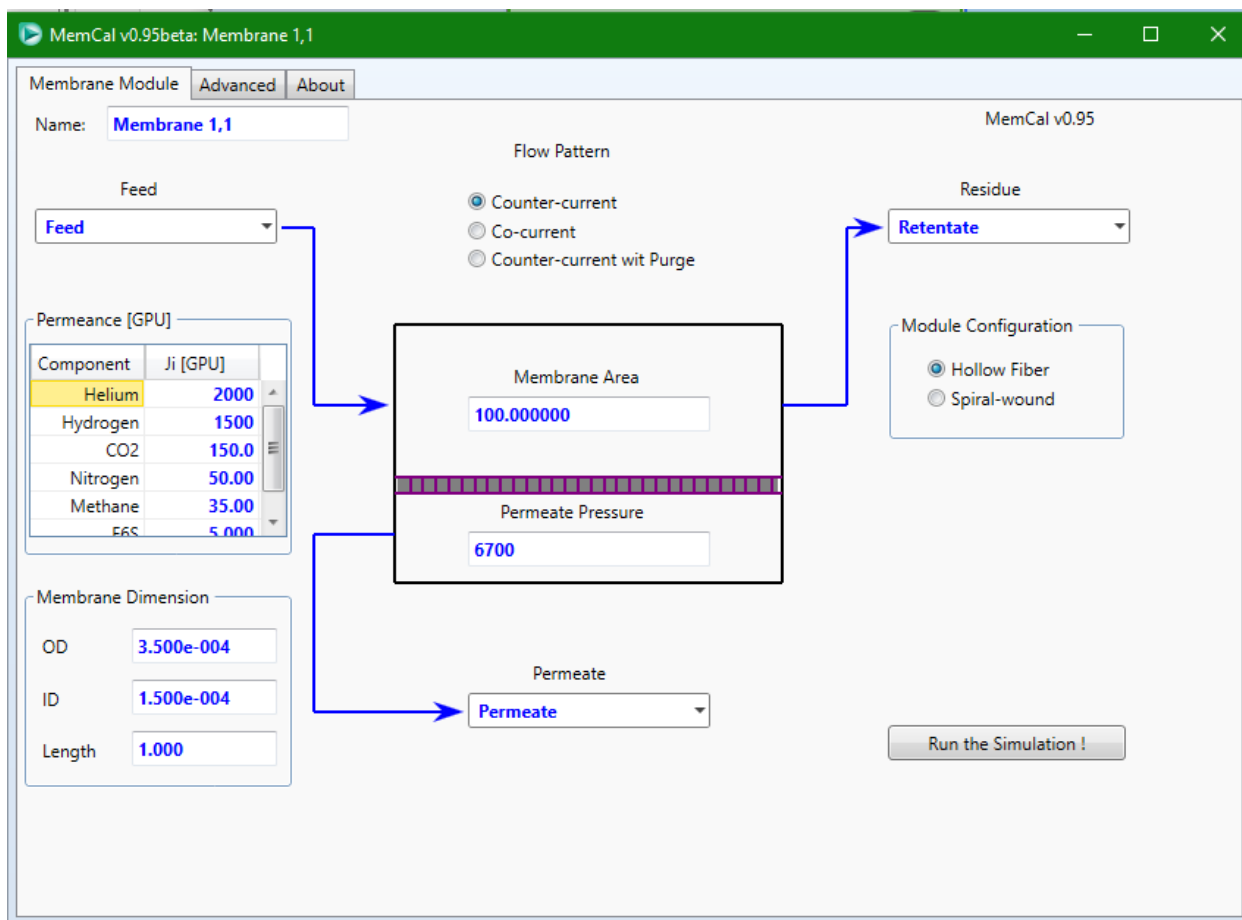 MemCal v0.95beta: Membrane 1,1
Membrane Module
Advanced
About
Name:
Membrane 1,1
MemCal v0.95
Flow Pattern
Feed
Feed
Counter-current
Co-current
Counter-current wit Purge
Residue
Retentate
Permeance [GPU]
Component Ji [GPU]
Helium 2000
Hydrogen 1500
CO2 150.0
Nitrogen 50.00
Methane 35.00
F6S 5.000
Membrane Area
100.000000
Permeate Pressure
6700
Module Configuration
Hollow Fiber
Spiral-wound
Membrane Dimension
OD 3.500e-004
ID 1.500e-004
Length 1.000
Permeate
Permeate
Run the Simulation !